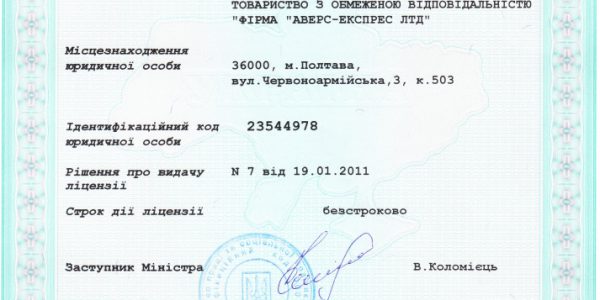 ТОВАРИСТВО З ОБМЕЖЕНОЮ ВІДПОВІДАЛЬНІСТЮ
"ФІРМА "АВЕРС-ЕКСПРЕС ЛТД"
Місцезнаходження
юридичної особи
36000, м.Полтава,
вул.Червоноармійська,3, к.503
Ідентифікаційний код 23544978
юридичної особи
Рішення про видачу N 7 від 19.01.2011
ліцензії
Строк дії ліцензії безстроково
Заступник Міністра В.Коломієць